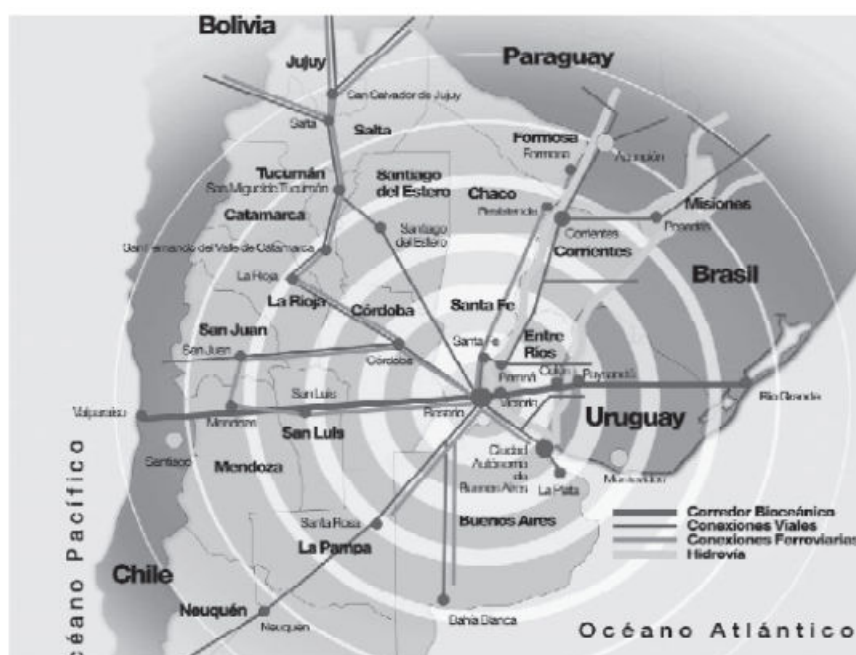 Bolivia
Paraguay
Jujuy
San Salvador de Jujuy
Salta
Salta
Formosa
Formosa
Asunción
Tucumán
San Miguel de Tucumán
Santiago
del Estero
Chaco
Resistencia
Misiones
Posadas
Catamarca
Santiago
del Estero
Corrientes
Corrientes
San Fernando del Valle de Catamarca
La Rioja
La Rioja
Brasil
Córdoba
Santa Fe
San Juan
San Juan
Córdoba
Santa
Entre
Ríos
Paraná
Colón
Paysandú
San Luis
Valparaíso
Mendoza
San Luis
Rosario
Victoria
Rio Grande
Uruguay
Santiago
Mendoza
Ciudad
Autónoma de
Buenos Aires
La Plata
Montevideo
Santa Rosa
La Pampa
Buenos Aires
Corredor Bioceánico
Conexiones Viales
Conexiones Ferroviarias
Hidrovía
Chile
Neuquén
Neuquén
Bahía Blanca
Océano Atlántico
céano Pacífico